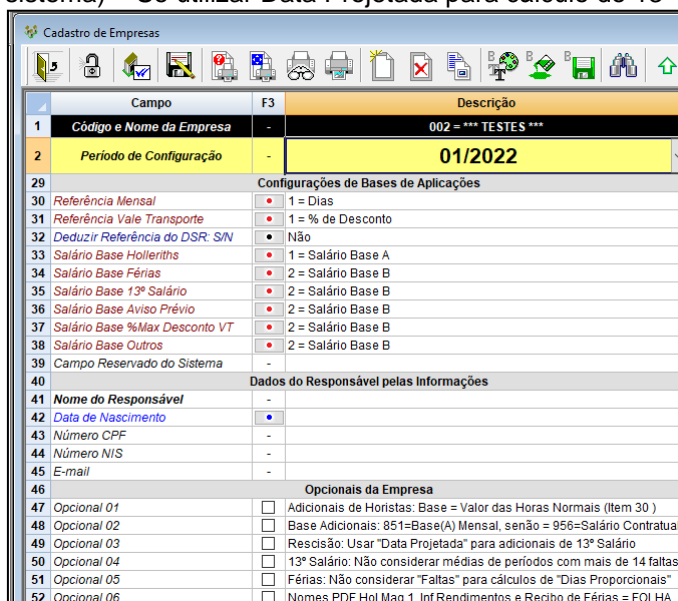 sistema) – Se utilizar Data Projetada para cálculo de 13º
Cadastro de Empresas
B B B
Campo F3 Descrição
1 Código e Nome da Empresa - 002 = *** TESTES ***
2 Período de Configuração - 01/2022
29 Configurações de Bases de Aplicações
30 Referência Mensal 1 = Dias
31 Referência Vale Transporte 1 = % de Desconto
32 Deduzir Referência do DSR: S/N Não
33 Salário Base Holleriths 1 = Salário Base A
34 Salário Base Férias 2 = Salário Base B
35 Salário Base 13º Salário 2 = Salário Base B
36 Salário Base Aviso Prévio 2 = Salário Base B
37 Salário Base %Max Desconto VT 2 = Salário Base B
38 Salário Base Outros 2 = Salário Base B
39 Campo Reservado do Sistema -
40 Dados do Responsável pelas Informações
41 Nome do Responsável -
42 Data de Nascimento
43 Número CPF -
44 Número NIS -
45 E-mail -
46 Opcionais da Empresa
47 Opcional 01 Adicionais de Horistas: Base = Valor das Horas Normais (Item 30 )
48 Opcional 02 Base Adicionais: 851=Base(A) Mensal, senão = 956=Salário Contratual
49 Opcional 03 Rescisão: Usar "Data Projetada" para adicionais de 13º Salário
50 Opcional 04 13º Salário: Não considerar médias de períodos com mais de 14 faltas
51 Opcional 05 Férias: Não considerar "Faltas" para cálculos de "Dias Proporcionais"
52 Opcional 06 Nomes PDF Hol Mag 1, Inf Rendimentos e Recibo de Férias = FOLHA